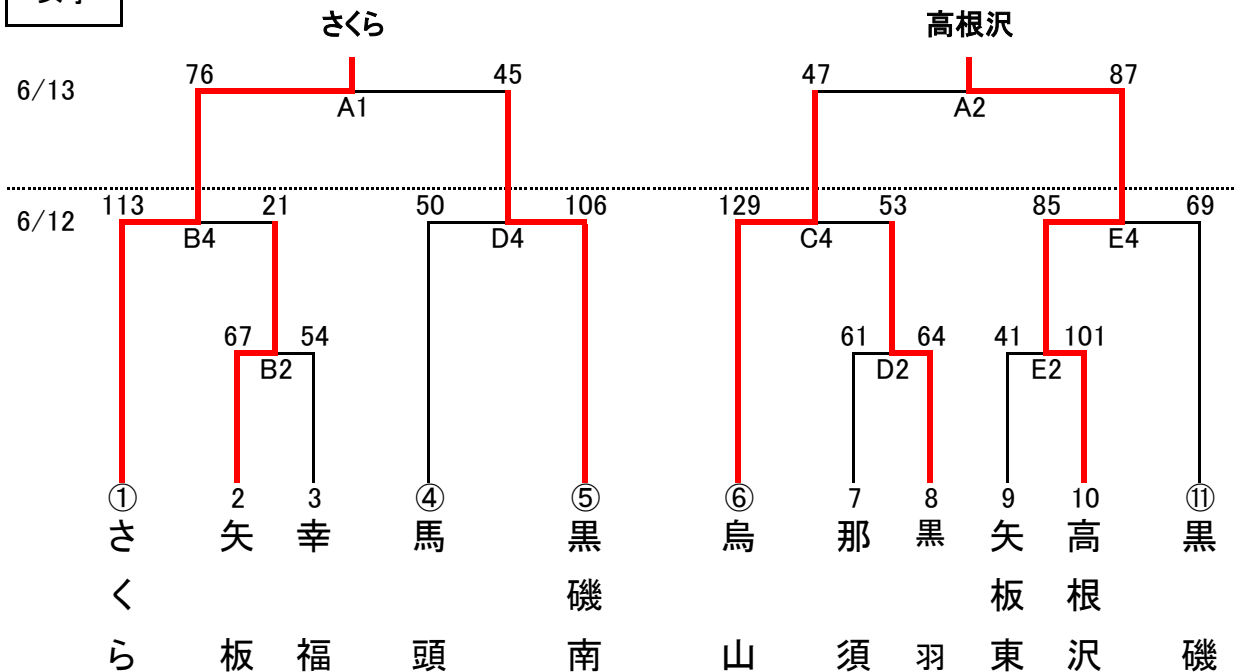 さくら 高根沢
6/13 76 45 47 87
A1 A2
6/12 113 21 50 106 129 53 85 69
B4 D4 C4 E4
67 54 61 64 41 101
B2 D2 E2
① 2 3 ④ ⑤ ⑥ 7 8 9 10 ⑪
さくら
矢板
幸福
馬頭
黒磯南
烏山
那須
黒羽
矢板東
高根沢
黒磯